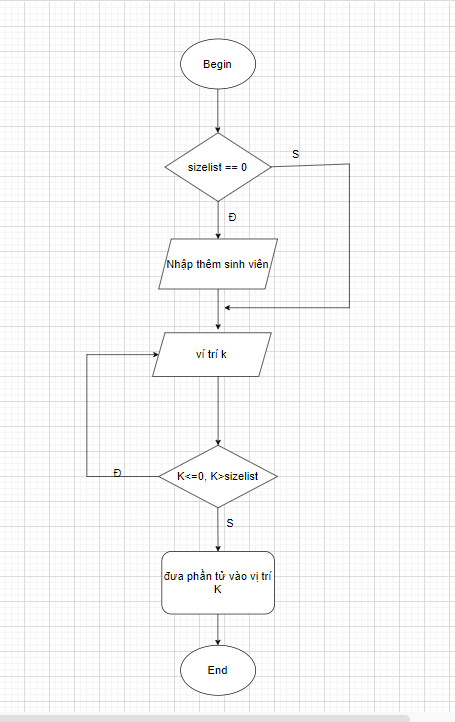 Begin
sizelist == 0
S
Đ
Nhập thêm sinh viên
ví trí k
K<=0, K>sizelist
Đ
S
đưa phần tử vào vị trí
K
End